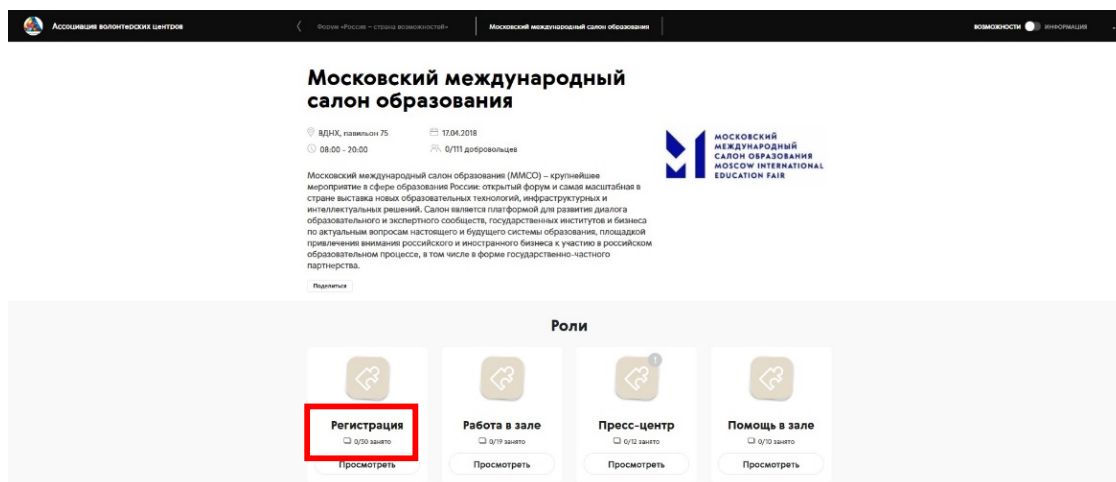 Ассоциация волонтерских центров
Форум «Россия – страна возможностей»
Московский международный салон образования
ВОЗМОЖНОСТИ
ИНФОРМАЦИЯ
Московский международный
салон образования
ВДНХ, павильон 75
17.04.2018
08:00 - 20:00
0/111 добровольцев
Московский международный салон образования (ММСО) – крупнейшее
мероприятие в сфере образования России: открытый форум и самая масштабная в
стране выставка новых образовательных технологий, инфраструктурных и
интеллектуальных решений. Салон является платформой для развития диалога
образовательного и экспертного сообществ, государственных институтов и бизнеса
по актуальным вопросам настоящего и будущего системы образования, площадкой
привлечения внимания российского и иностранного бизнеса к участию в российском
образовательном процессе, в том числе в форме государственно-частного
партнерства.
Поделиться
МОСКОВСКИЙ
МЕЖДУНАРОДНЫЙ
САЛОН ОБРАЗОВАНИЯ
MOSCOW INTERNATIONAL
EDUCATION FAIR
Роли
Регистрация
0/30 занято
Просмотреть
Работа в зале
0/19 занято
Просмотреть
Пресс-центр
0/12 занято
Просмотреть
Помощь в зале
0/10 занято
Просмотреть